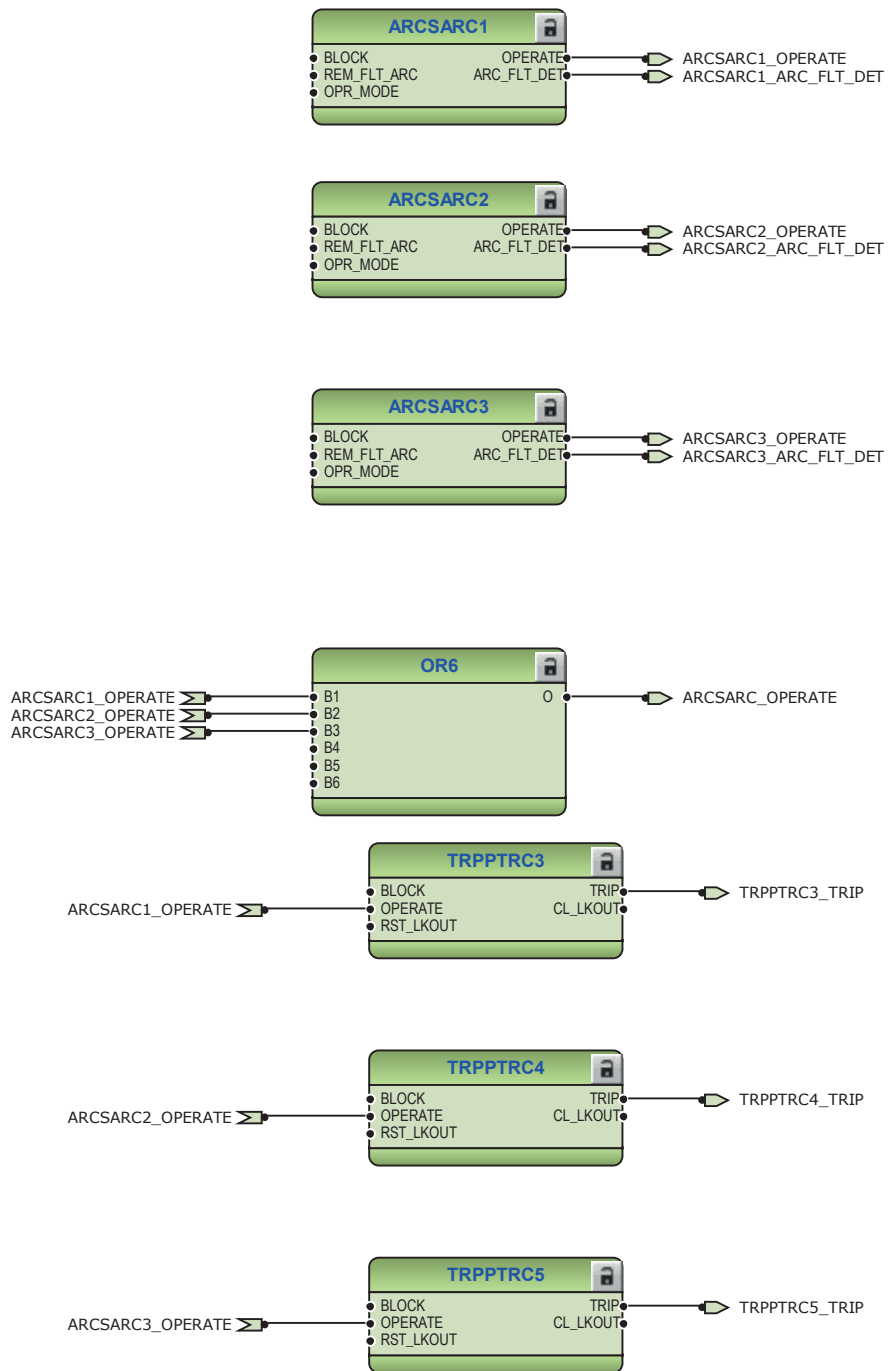 ARCSARC1
BLOCK OPERATE ARCSARC1_OPERATE
REM_FLT_ARC ARC_FLT_DET ARCSARC1_ARC_FLT_DET
OPR_MODE
ARCSARC2
BLOCK OPERATE ARCSARC2_OPERATE
REM_FLT_ARC ARC_FLT_DET ARCSARC2_ARC_FLT_DET
OPR_MODE
ARCSARC3
BLOCK OPERATE ARCSARC3_OPERATE
REM_FLT_ARC ARC_FLT_DET ARCSARC3_ARC_FLT_DET
OPR_MODE
OR6
ARCSARC1_OPERATE B1 O ARCSARC_OPERATE
ARCSARC2_OPERATE B2
ARCSARC3_OPERATE B3
B4
B5
B6
TRPPTRC3
BLOCK TRIP TRPPTRC3_TRIP
ARCSARC1_OPERATE OPERATE CL_LKOUT
RST_LKOUT
TRPPTRC4
BLOCK TRIP TRPPTRC4_TRIP
ARCSARC2_OPERATE OPERATE CL_LKOUT
RST_LKOUT
TRPPTRC5
BLOCK TRIP TRPPTRC5_TRIP
ARCSARC3_OPERATE OPERATE CL_LKOUT
RST_LKOUT